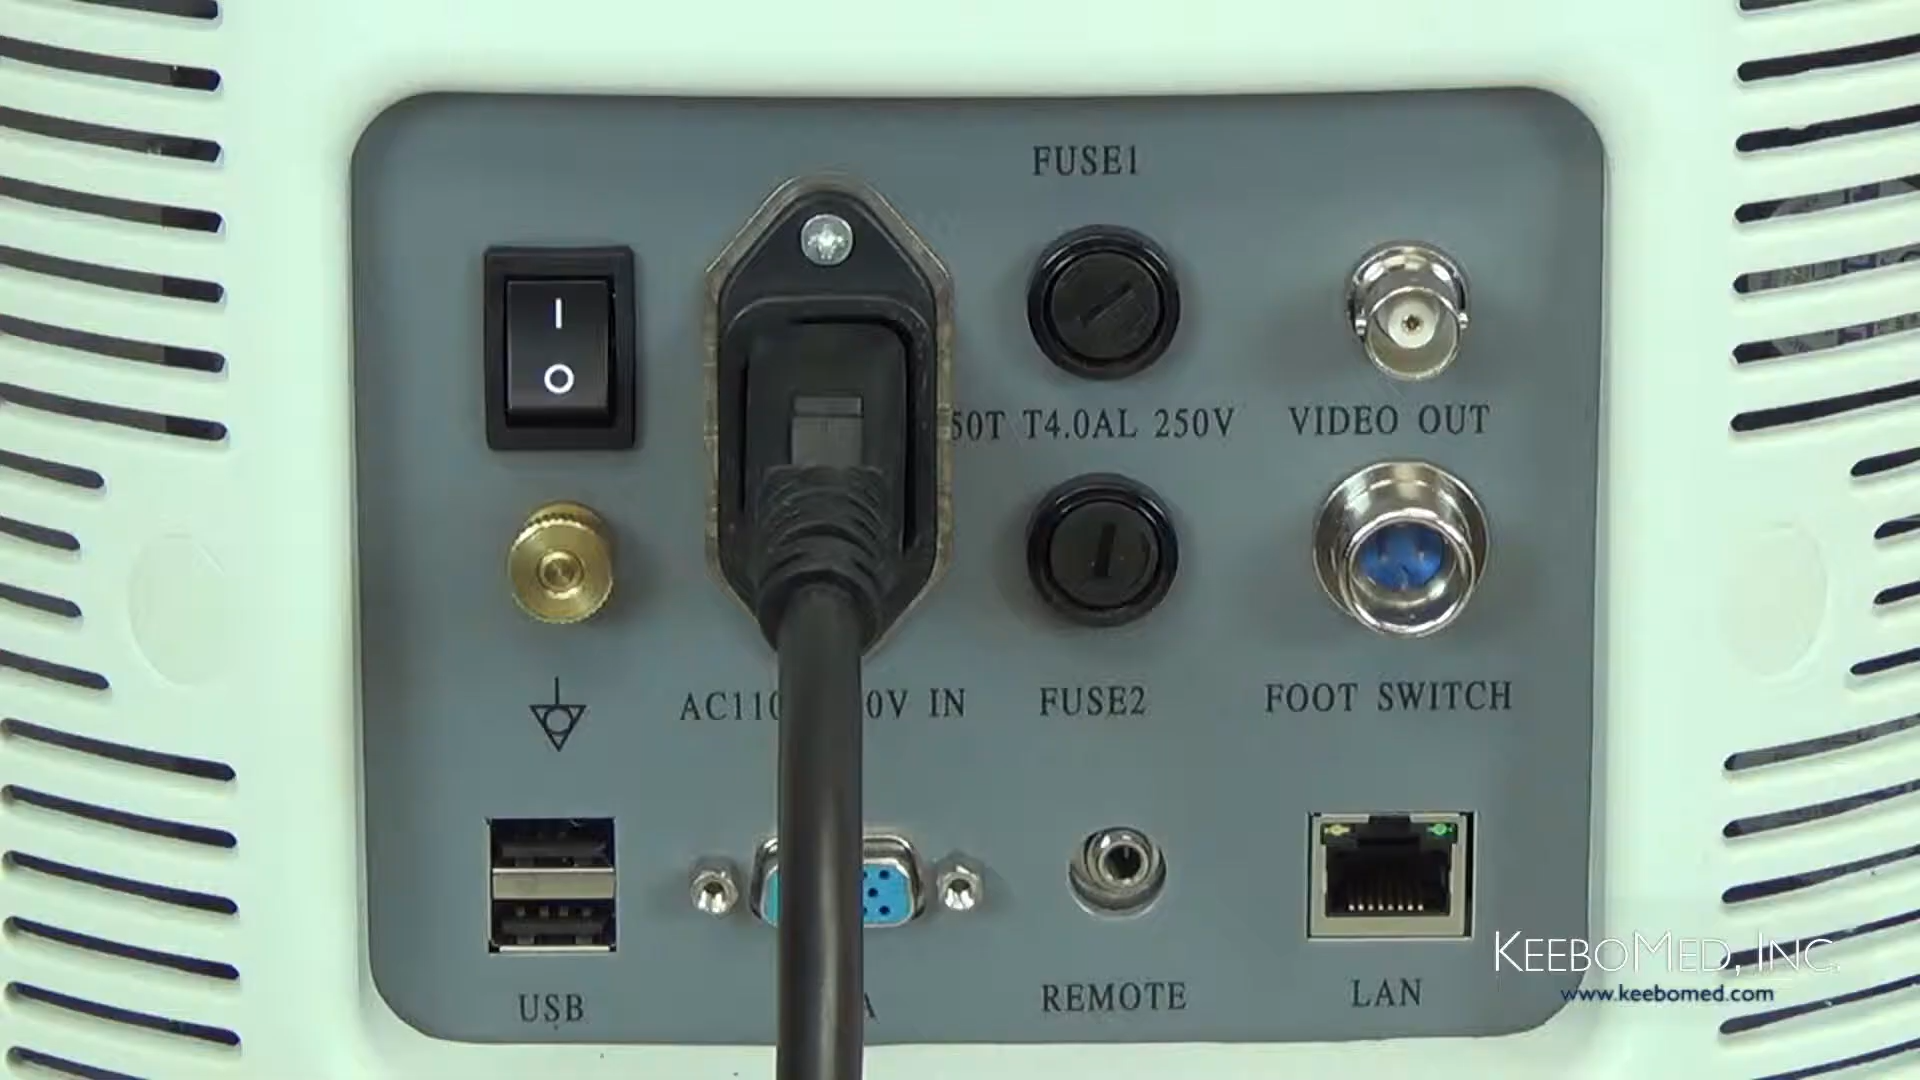 FUSE1
I
O
50T T4.0AL 250V
VIDEO OUT
AC110 0V IN
FUSE2
FOOT SWITCH
USB
A
REMOTE
LAN
KEEBOMED, INC.
www.keebomed.com